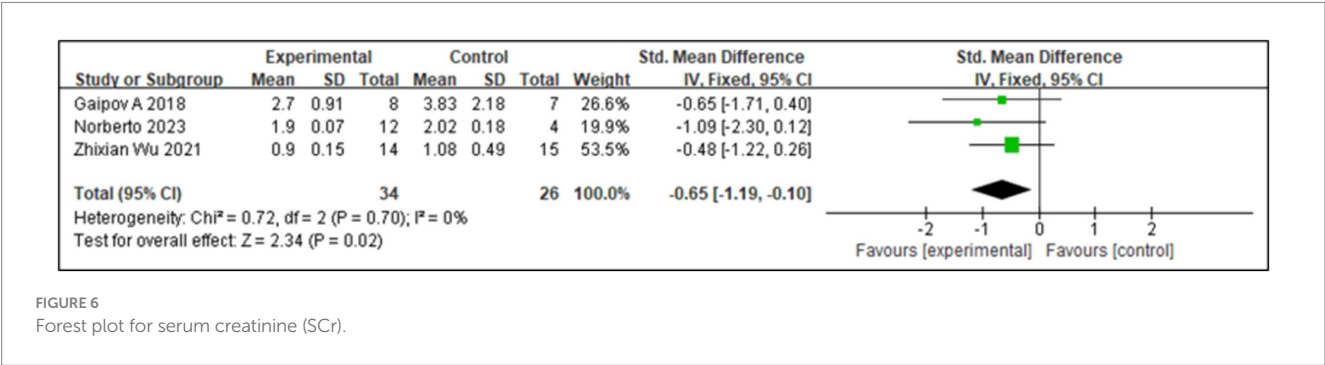 Experimental Control Std. Mean Difference Std. Mean Difference
Study or Subgroup Mean SD Total Mean SD Total Weight IV, Fixed, 95% CI IV, Fixed, 95% CI
Gaipov A 2018 2.7 0.91 8 3.83 2.18 7 26.6% -0.65 [-1.71, 0.40]
Norberto 2023 1.9 0.07 12 2.02 0.18 4 19.9% -1.09 [-2.30, 0.12]
Zhixian Wu 2021 0.9 0.15 14 1.08 0.49 15 53.5% -0.48 [-1.22, 0.26]
Total (95% CI) 34 26 100.0% -0.65 [-1.19, -0.10]
Heterogeneity: Chi² = 0.72, df = 2 (P = 0.70); I² = 0%
Test for overall effect: Z = 2.34 (P = 0.02)
-2 -1 0 1 2
Favours [experimental] Favours [control]
FIGURE 6
Forest plot for serum creatinine (SCr).